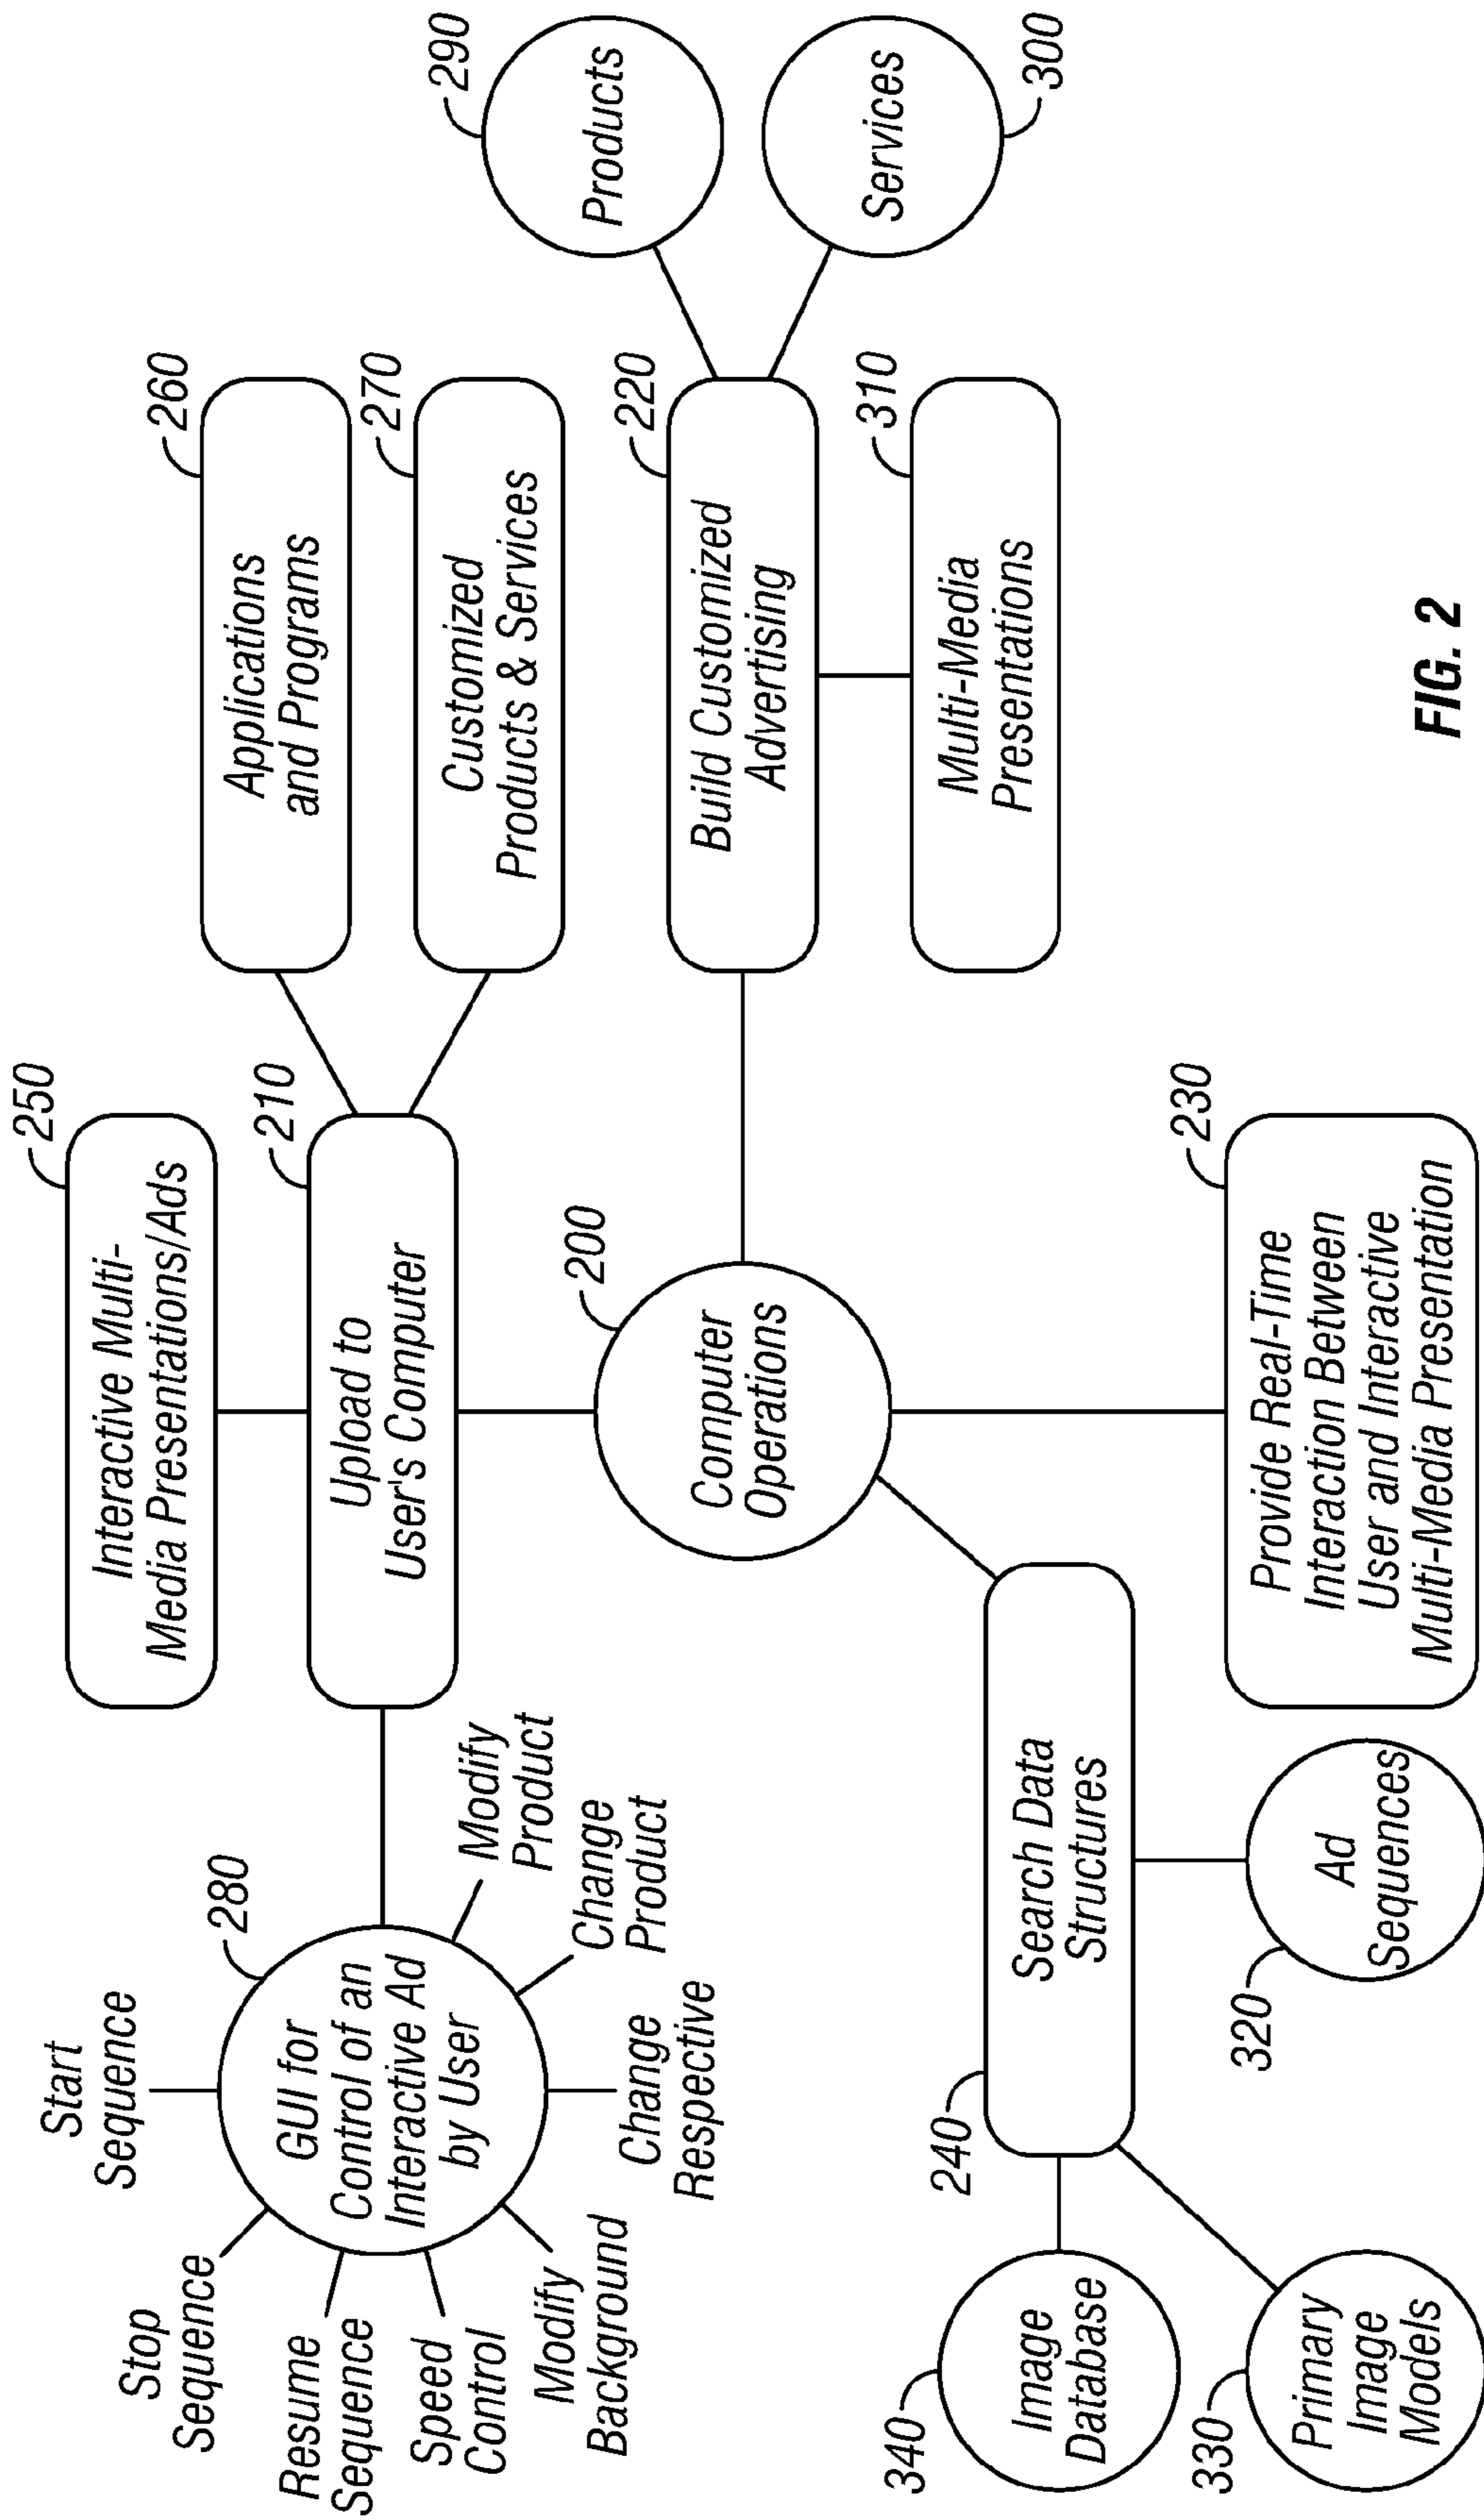 Start
Sequence
Stop
Sequence
Resume
Sequence
Speed
Control
Modify
Background
Change
Respective
Change
Product
Modify
Product
280
GUI for
Control of an
Interactive Ad
by User
250
Interactive Multi-
Media Presentations/Ads
210
Upload to
User's Computer
260
Applications
and Programs
270
Customized
Products & Services
200
Computer
Operations
220
Build Customized
Advertising
290
Products
Services
300
310
Multi-Media
Presentations
240
Search Data
Structures
340
Image
Database
330
Primary
Image
Models
320
Ad
Sequences
230
Provide Real-Time
Interaction Between
User and Interactive
Multi-Media Presentation
FIG. 2